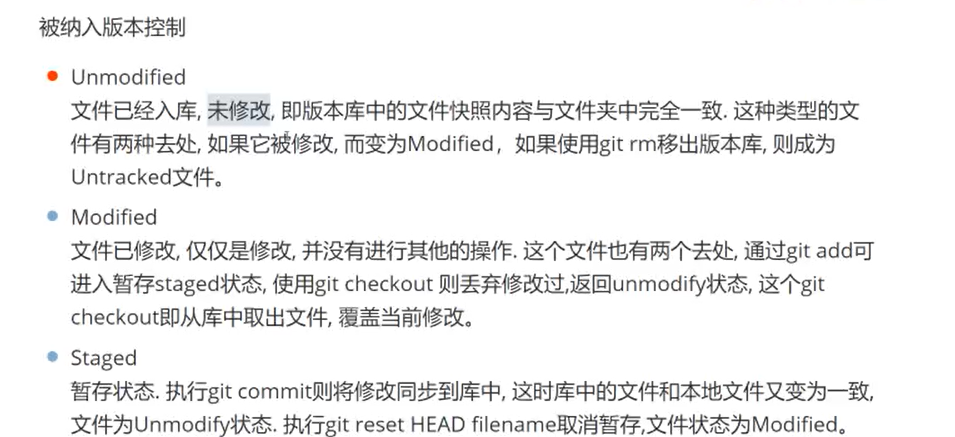 被纳入版本控制
Unmodified
文件已经入库, 未修改, 即版本库中的文件快照内容与文件夹中完全一致. 这种类型的文
件有两种去处, 如果它被修改, 而变为Modified，如果使用git rm移出版本库, 则成为
Untracked文件。
Modified
文件已修改, 仅仅是修改, 并没有进行其他的操作. 这个文件也有两个去处, 通过git add可
进入暂存staged状态, 使用git checkout 则丢弃修改过,返回unmodify状态, 这个git
checkout即从库中取出文件, 覆盖当前修改。
Staged
暂存状态. 执行git commit则将修改同步到库中, 这时库中的文件和本地文件又变为一致,
文件为Unmodify状态. 执行git reset HEAD filename取消暂存,文件状态为Modified。